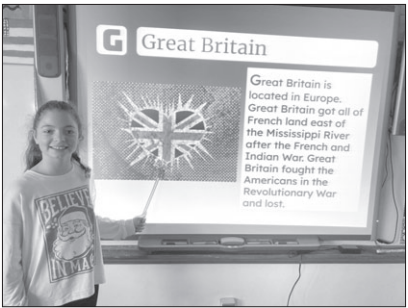 G Great Britain
Great Britain is
located in Europe.
Great Britain got all of
French land east of
the Mississippi River
after the French and
Indian War. Great
Britain fought the
Americans in the
Revolutionary War
and lost.
BELIEVE
IN MAG